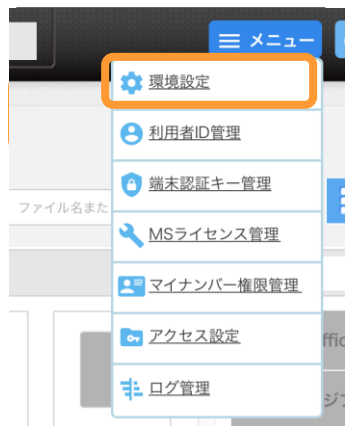 メニュー
環境設定
利用者ID管理
端末認証キー管理
ファイル名また
MSライセンス管理
マイナンバー権限管理
アクセス設定
ffic
ログ管理
ジ